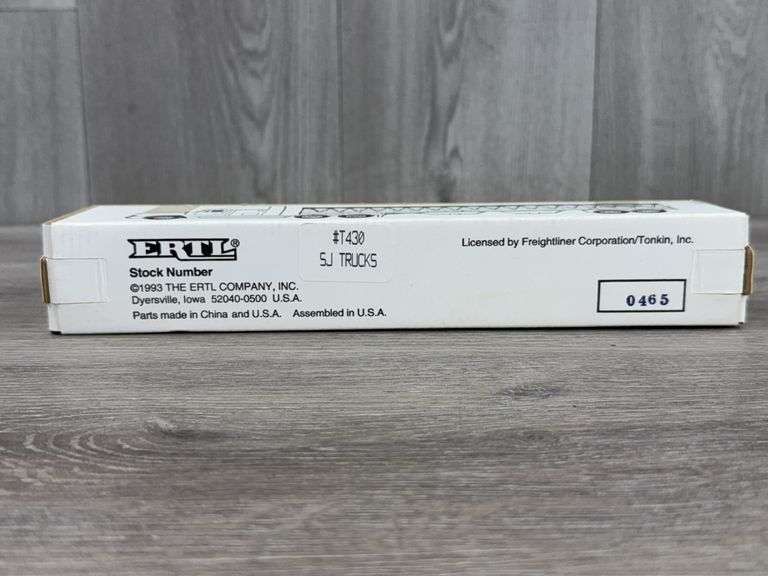 ERTL®
Stock Number
©1993 THE ERTL COMPANY, INC.
Dyersville, Iowa 52040-0500 U.S.A.
Parts made in China and U.S.A. Assembled in U.S.A.
#T430
SJ TRUCKS
Licensed by Freightliner Corporation/Tonkin, Inc.
0465